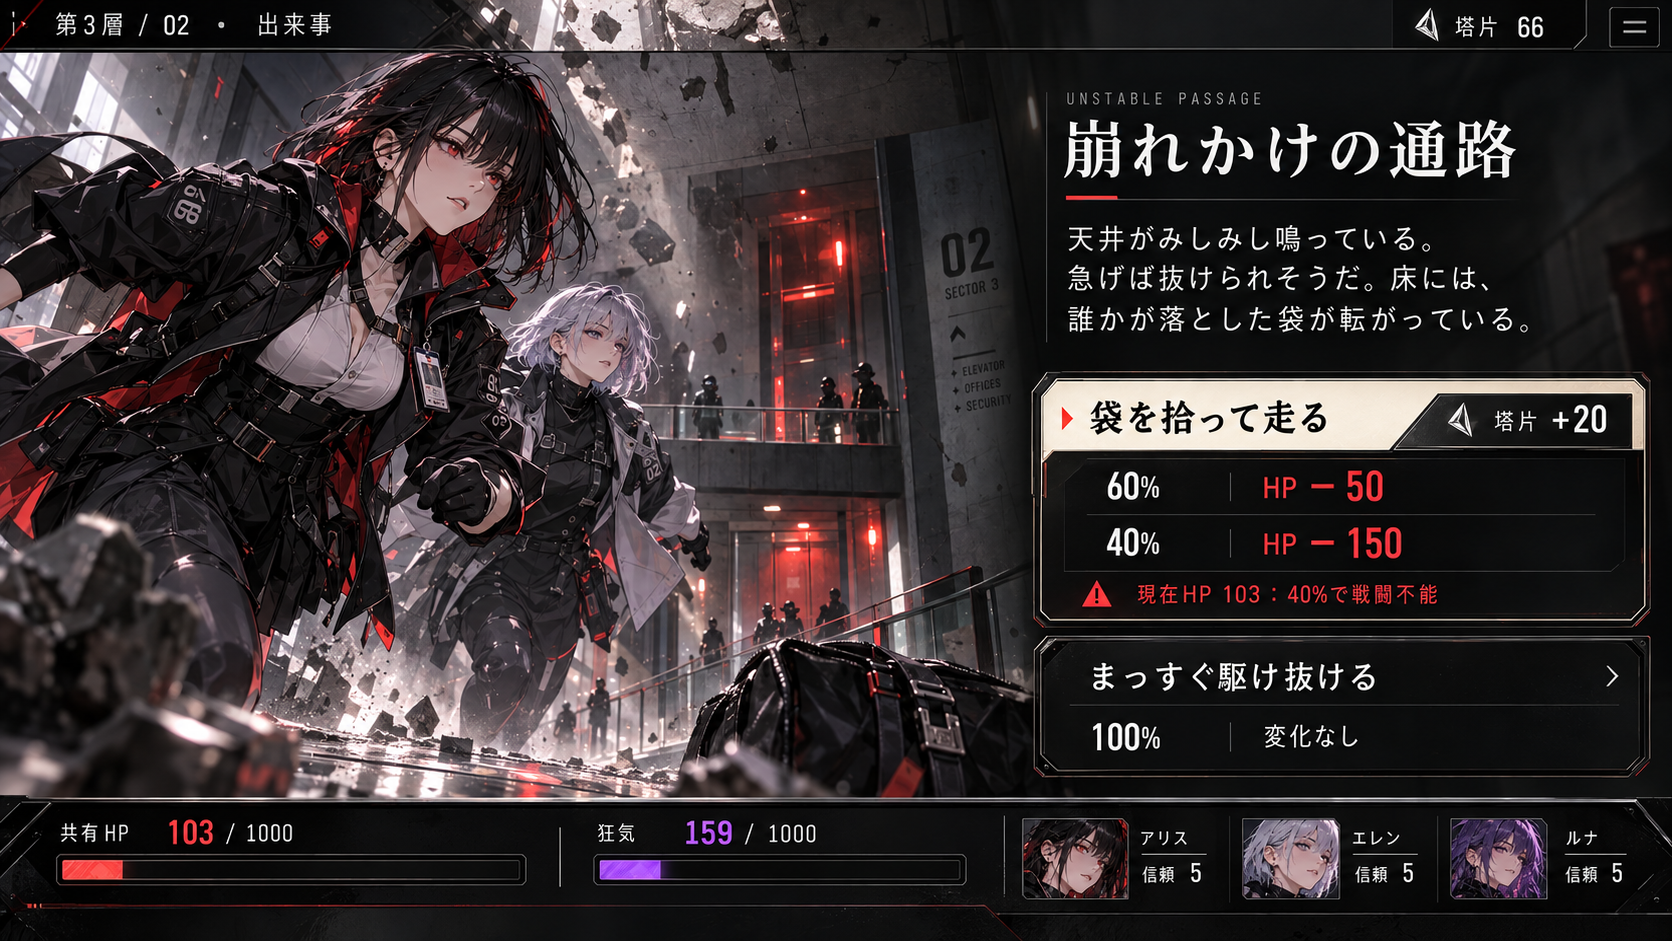 第3層 / 02 • 出来事
塔片 66
UNSTABLE PASSAGE
崩れかけの通路
天井がみしみし鳴っている。
急げば抜けられそうだ。床には、
誰かが落とした袋が転がっている。
袋を拾って走る
塔片 +20
60% HP − 50
40% HP − 150
現在HP 103：40%で戦闘不能
まっすぐ駆け抜ける
100% 変化なし
02
SECTOR 3
ELEVATOR
OFFICES
SECURITY
共有HP 103 / 1000
狂気 159 / 1000
アリス
信頼 5
エレン
信頼 5
ルナ
信頼 5